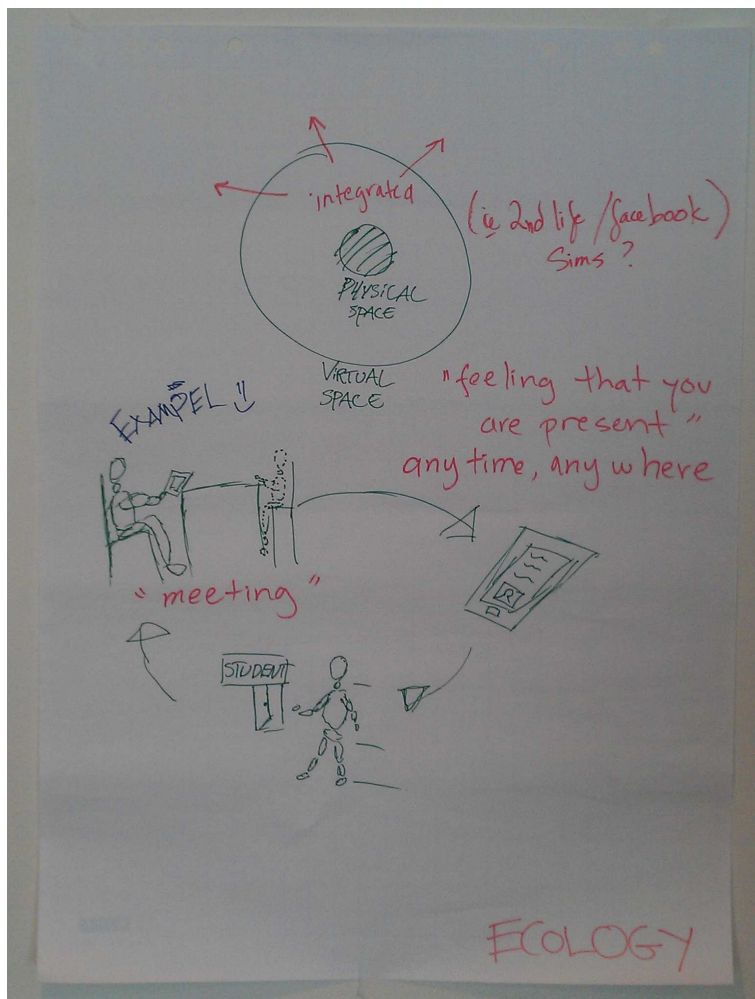 integrated
(ie 2nd life / facebook)
Sims ?
PHYSICAL
SPACE
VIRTUAL
SPACE
"feeling that you
are present"
any time, any where
EXAMPEL
"meeting"
STUDENT
ECOLOGY